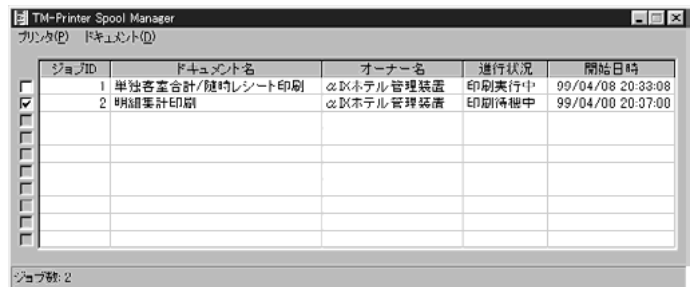 TM-Printer Spool Manager
プリンタ(P) ドキュメント(D)
ジョブID ドキュメント名 オーナー名 進行状況 開始日時
1 単独客室合計/随時レシート印刷 αⅨホテル管理装置 印刷実行中 99/04/08 20:33:08
2 明細集計印刷 αⅨホテル管理装置 印刷待機中 20:37:00
ジョブ数: 2